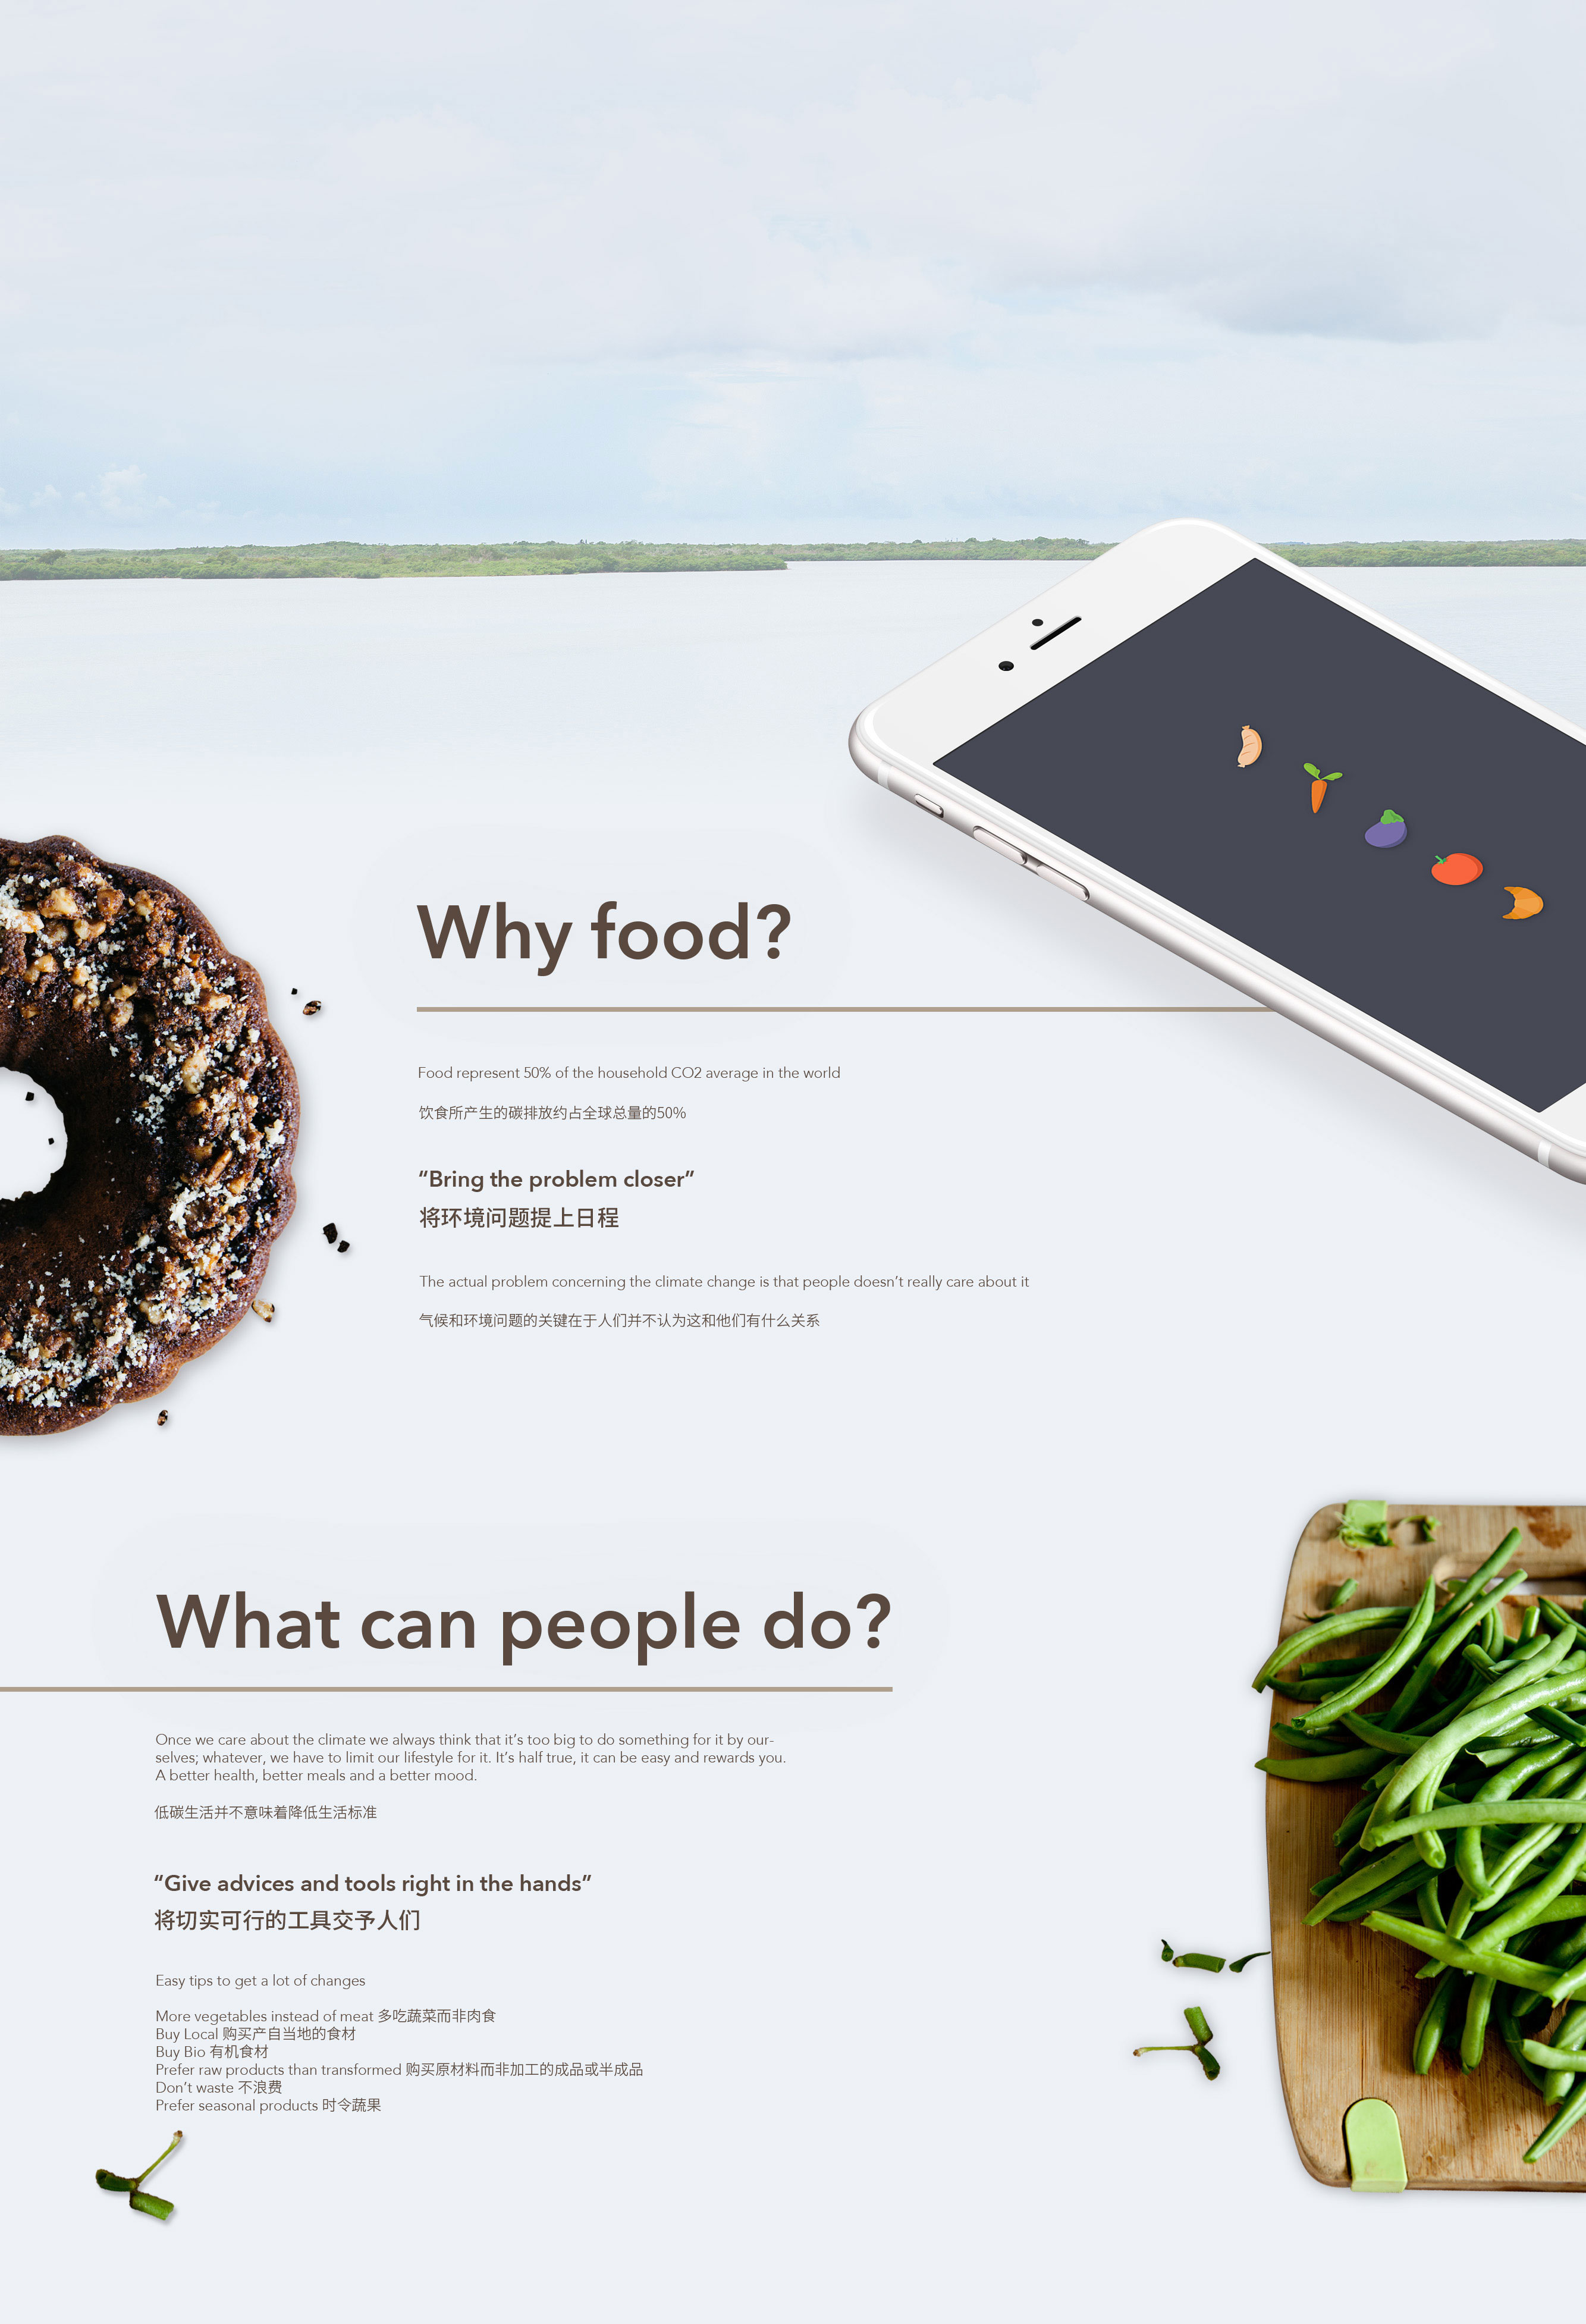 Why food?
Food represent 50% of the household CO2 average in the world
饮食所产生的碳排放约占全球总量的50%
“Bring the problem closer”
将环境问题提上日程
The actual problem concerning the climate change is that people doesn’t really care about it
气候和环境问题的关键在于人们并不认为这和他们有什么关系
What can people do?
Once we care about the climate we always think that it’s too big to do something for it by our-
selves; whatever, we have to limit our lifestyle for it. It’s half true, it can be easy and rewards you.
A better health, better meals and a better mood.
低碳生活并不意味着降低生活标准
“Give advices and tools right in the hands”
将切实可行的工具交予人们
Easy tips to get a lot of changes
More vegetables instead of meat 多吃蔬菜而非肉食
Buy Local 购买产自当地的食材
Buy Bio 有机食材
Prefer raw products than transformed 购买原材料而非加工的成品或半成品
Don’t waste 不浪费
Prefer seasonal products 时令蔬果